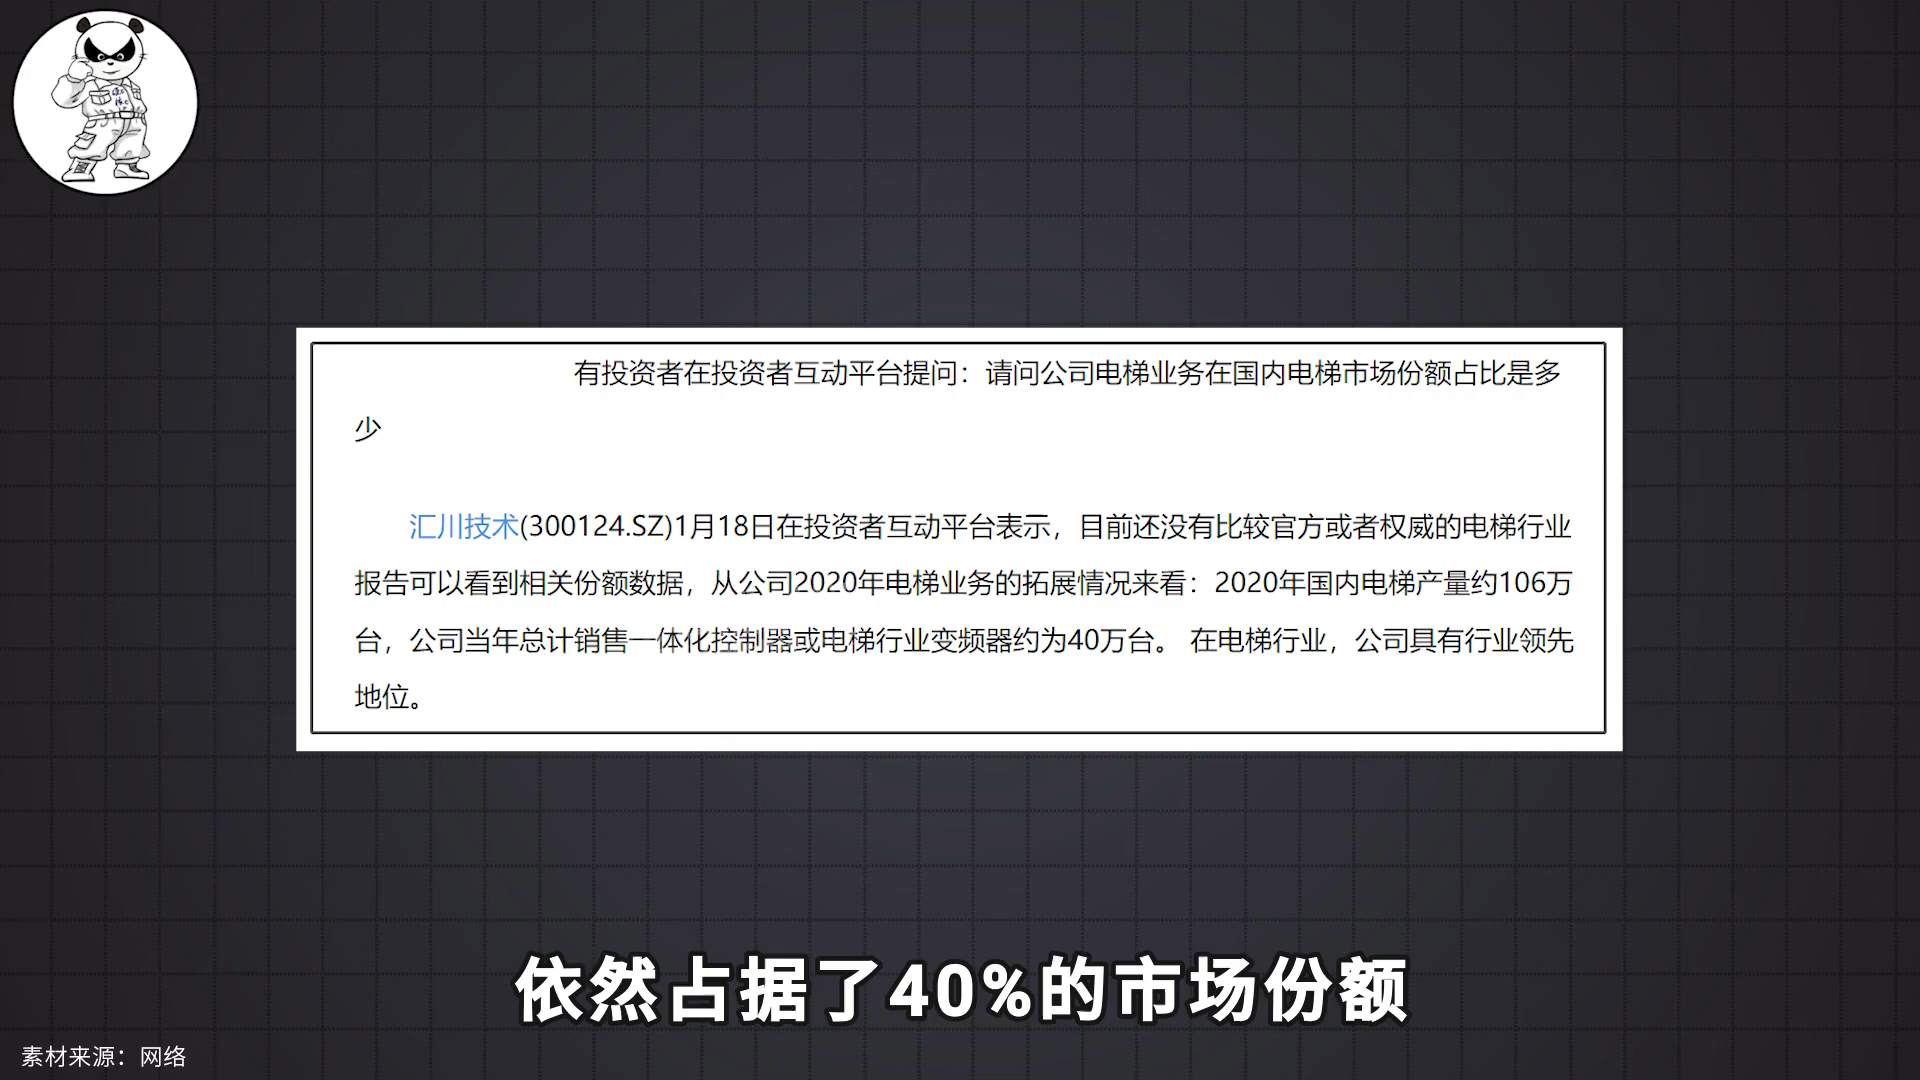 有投资者在投资者互动平台提问：请问公司电梯业务在国内电梯市场份额占比是多
少
汇川技术(300124.SZ)1月18日在投资者互动平台表示，目前还没有比较官方或者权威的电梯行业
报告可以看到相关份额数据，从公司2020年电梯业务的拓展情况来看：2020年国内电梯产量约106万
台，公司当年总计销售一体化控制器或电梯行业变频器约为40万台。 在电梯行业，公司具有行业领先
地位。
依然占据了40%的市场份额
素材来源：网络